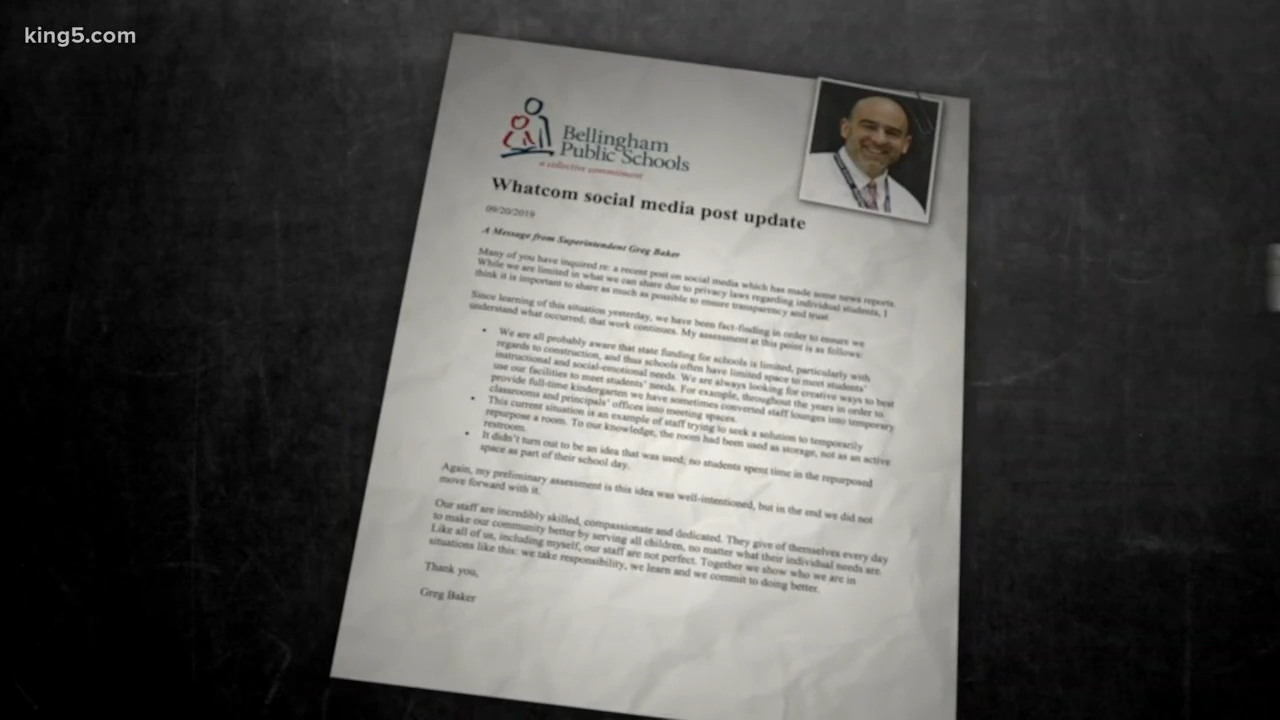 king5.com
Bellingham
Public Schools
a collective commitment
Whatcom social media post update
09/20/2019
A Message from Superintendent Greg Baker
Many of you have inquired re: a recent post on social media which has made some news reports.
While we are limited in what we can share due to privacy laws regarding individual students, I
think it is important to share as much as possible to ensure transparency and trust.
Since learning of this situation yesterday, we have been fact-finding in order to ensure we
understand what occurred; that work continues. My assessment at this point is as follows:
• We are all probably aware that state funding for schools is limited, particularly with
regards to construction, and thus schools often have limited space to meet students'
instructional and social-emotional needs. We are always looking for creative ways to best
use our facilities to meet students' needs. For example, throughout the years in order to
provide full-time kindergarten we have sometimes converted staff lounges into temporary
classrooms and principals' offices into meeting spaces.
• This current situation is an example of staff trying to seek a solution to temporarily
repurpose a room. To our knowledge, the room had been used as storage, not as an active
restroom.
• It didn't turn out to be an idea that was used; no students spent time in the repurposed
space as part of their school day.
Again, my preliminary assessment is this idea was well-intentioned, but in the end we did not
move forward with it.
Our staff are incredibly skilled, compassionate and dedicated. They give of themselves every day
to make our community better by serving all children, no matter what their individual needs are.
Like all of us, including myself, our staff are not perfect. Together we show who we are in
situations like this: we take responsibility, we learn and we commit to doing better.
Thank you,
Greg Baker